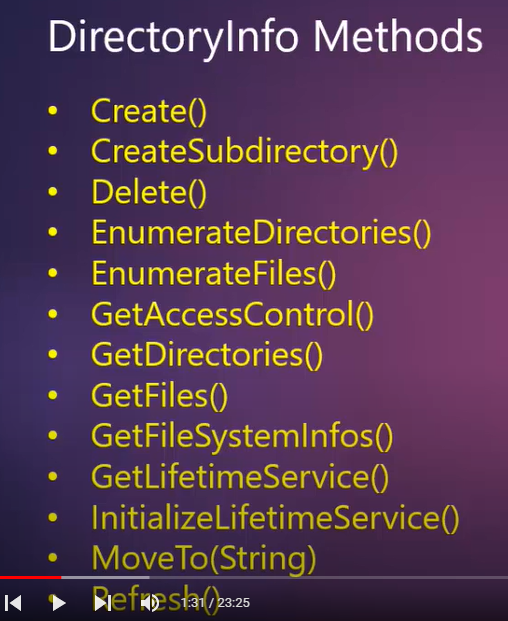 DirectoryInfo Methods
• Create()
• CreateSubdirectory()
• Delete()
• EnumerateDirectories()
• EnumerateFiles()
• GetAccessControl()
• GetDirectories()
• GetFiles()
• GetFileSystemInfos()
• GetLifetimeService()
• InitializeLifetimeService()
• MoveTo(String)
• Refresh()
1:31 / 23:25